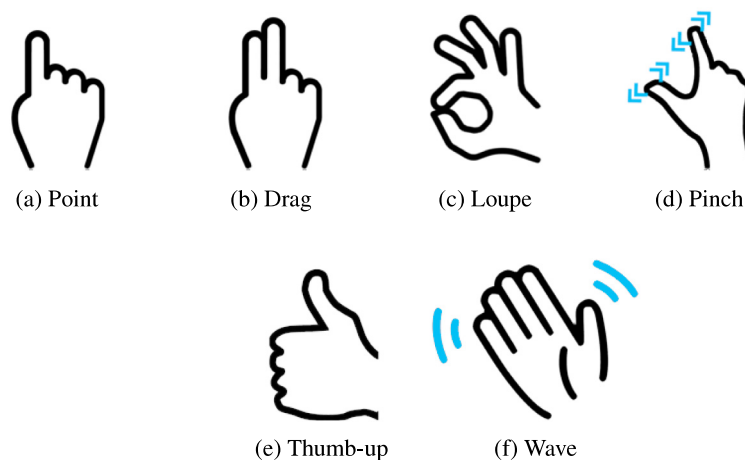 (a) Point
(b) Drag
(c) Loupe
(d) Pinch
(e) Thumb-up
(f) Wave